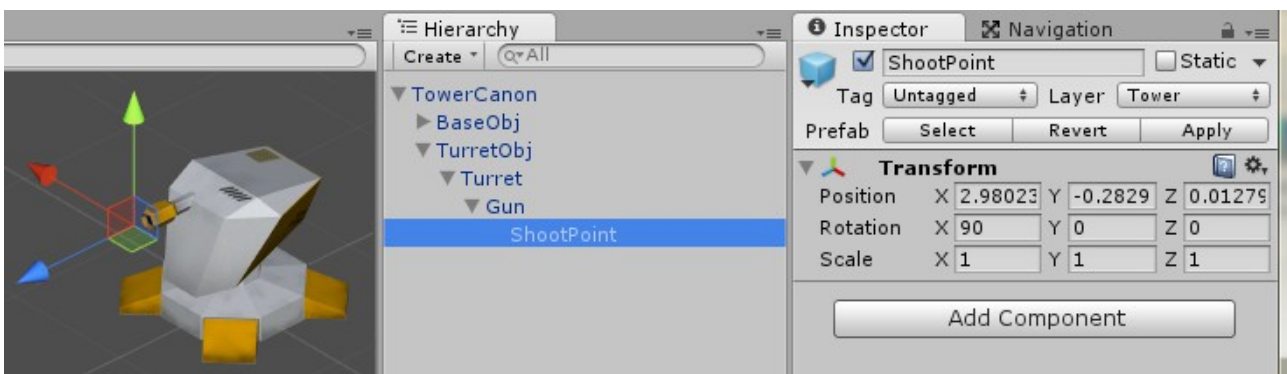 Hierarchy
Create
All
TowerCanon
BaseObj
TurretObj
Turret
Gun
ShootPoint
Inspector Navigation
ShootPoint Static
Tag Untagged Layer Tower
Prefab Select Revert Apply
Transform
Position X 2.98023 Y -0.2829 Z 0.01279
Rotation X 90 Y 0 Z 0
Scale X 1 Y 1 Z 1
Add Component